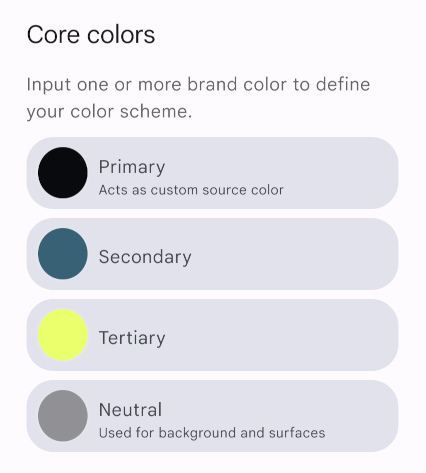 Core colors
Input one or more brand color to define
your color scheme.
Primary
Acts as custom source color
Secondary
Tertiary
Neutral
Used for background and surfaces